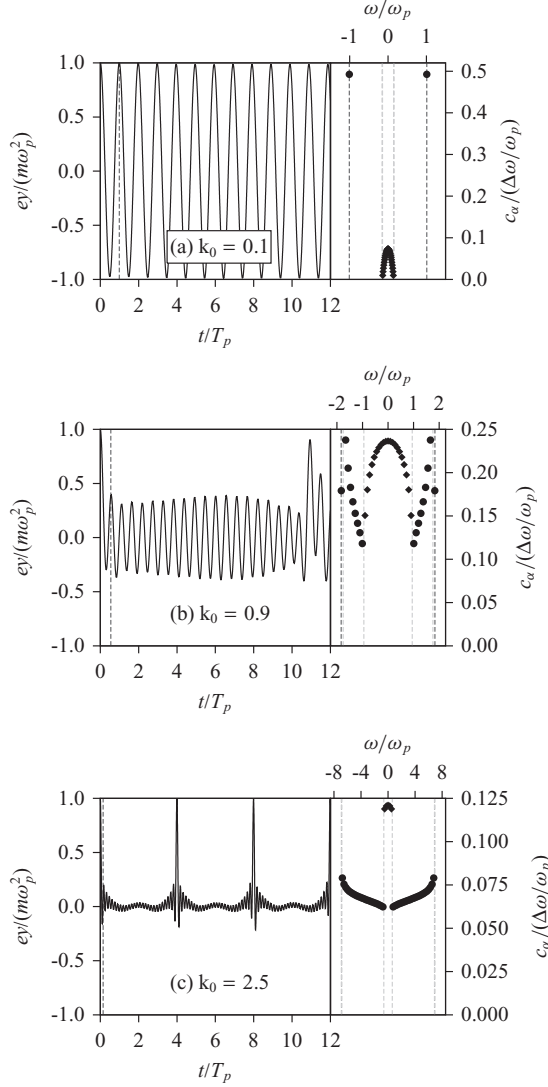 ω/ω_p
-1 0 1
1.0 0.5
0.5 0.4
0.0 0.3
-0.5 0.2
-1.0 0.1
0.0
ey/(mω_p^2)
c_α/(Δω/ω_p)
(a) k_0 = 0.1
0 2 4 6 8 10 12
t/T_p
ω/ω_p
-2 -1 0 1 2
1.0 0.25
0.5 0.20
0.0 0.15
-0.5 0.10
-1.0 0.05
0.00
ey/(mω_p^2)
c_α/(Δω/ω_p)
(b) k_0 = 0.9
0 2 4 6 8 10 12
t/T_p
ω/ω_p
-8 -4 0 4 8
1.0 0.125
0.5 0.100
0.0 0.075
-0.5 0.050
-1.0 0.025
0.000
ey/(mω_p^2)
c_α/(Δω/ω_p)
(c) k_0 = 2.5
0 2 4 6 8 10 12
t/T_p